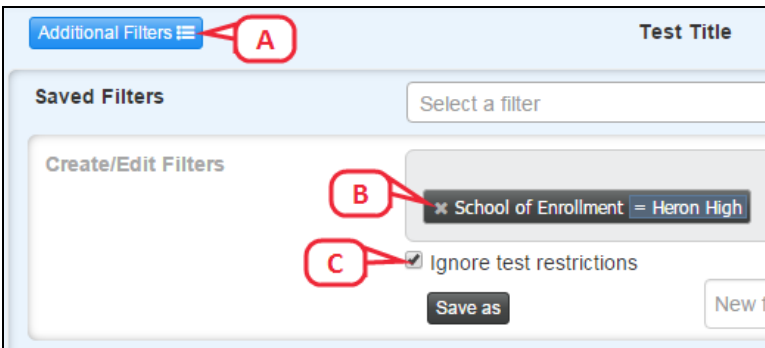 Additional Filters
A
Test Title
Saved Filters
Select a filter
Create/Edit Filters
B
School of Enrollment = Heron High
C
Ignore test restrictions
Save as
New